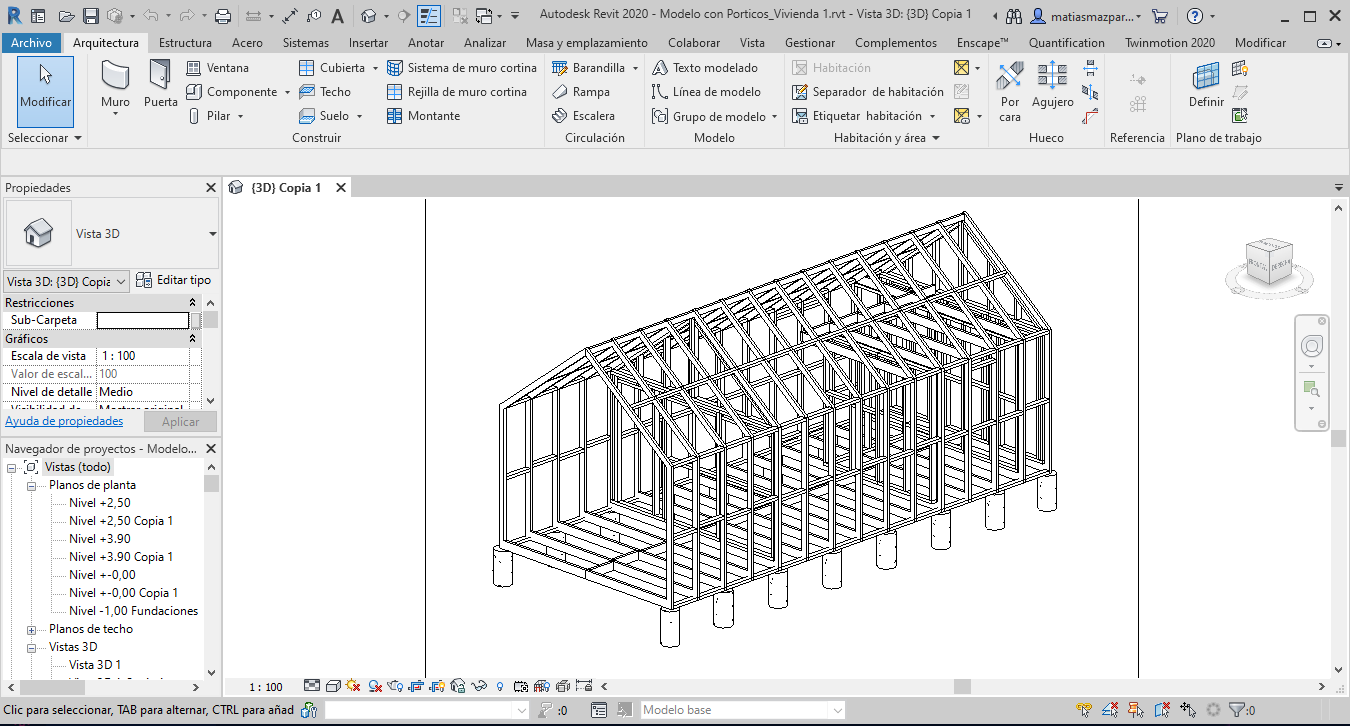 Autodesk Revit 2020 - Modelo con Porticos_Vivienda 1.rvt - Vista 3D: {3D} Copia 1
matiasmazpar...
Archivo Arquitectura Estructura Acero Sistemas Insertar Anotar Analizar Masa y emplazamiento Colaborar Vista Gestionar Complementos Enscape™ Quantification Twinmotion 2020 Modificar
Ventana Cubierta Sistema de muro cortina Barandilla Texto modelado Habitación
Componente Techo Rejilla de muro cortina Rampa Línea de modelo Separador de habitación
Modificar Muro Puerta Por cara Agujero Definir
Pilar Suelo Montante Escalera Grupo de modelo Etiquetar habitación
Seleccionar Construir Circulación Modelo Habitación y área Hueco Referencia Plano de trabajo
Propiedades
{3D} Copia 1
Vista 3D
Vista 3D: {3D} Copia
Editar tipo
Restricciones
Sub-Carpeta
Gráficos
Escala de vista 1 : 100
Valor de escal... 100
Nivel de detalle Medio
Ayuda de propiedades Aplicar
Navegador de proyectos - Modelo...
Vistas (todo)
Planos de planta
Nivel +2,50
Nivel +2,50 Copia 1
Nivel +3.90
Nivel +3.90 Copia 1
Nivel +-0,00
Nivel +-0,00 Copia 1
Nivel -1,00 Fundaciones
Planos de techo
Vistas 3D
Vista 3D 1
1 : 100
Clic para seleccionar, TAB para alternar, CTRL para añad
:0
Modelo base
:0